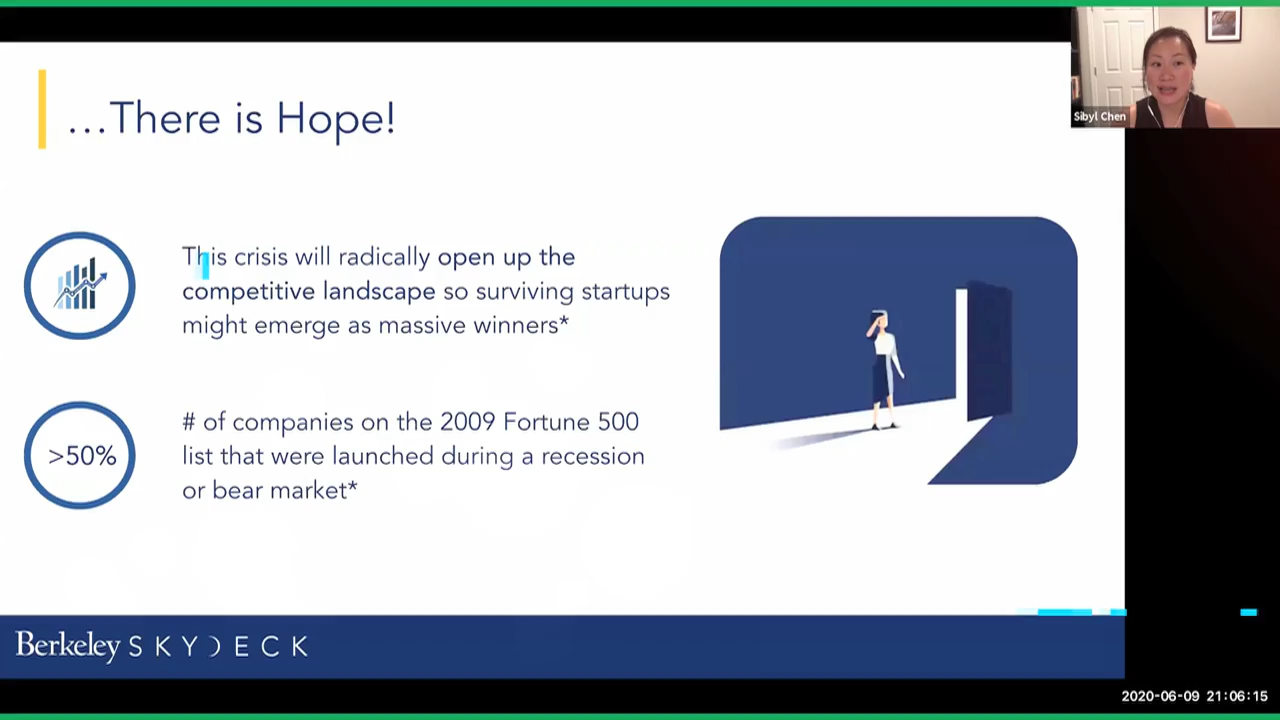 ...There is Hope!
Sibyl Chen
This crisis will radically open up the
competitive landscape so surviving startups
might emerge as massive winners*
>50%
# of companies on the 2009 Fortune 500
list that were launched during a recession
or bear market*
Berkeley SKYDECK
2020-06-09 21:06:15